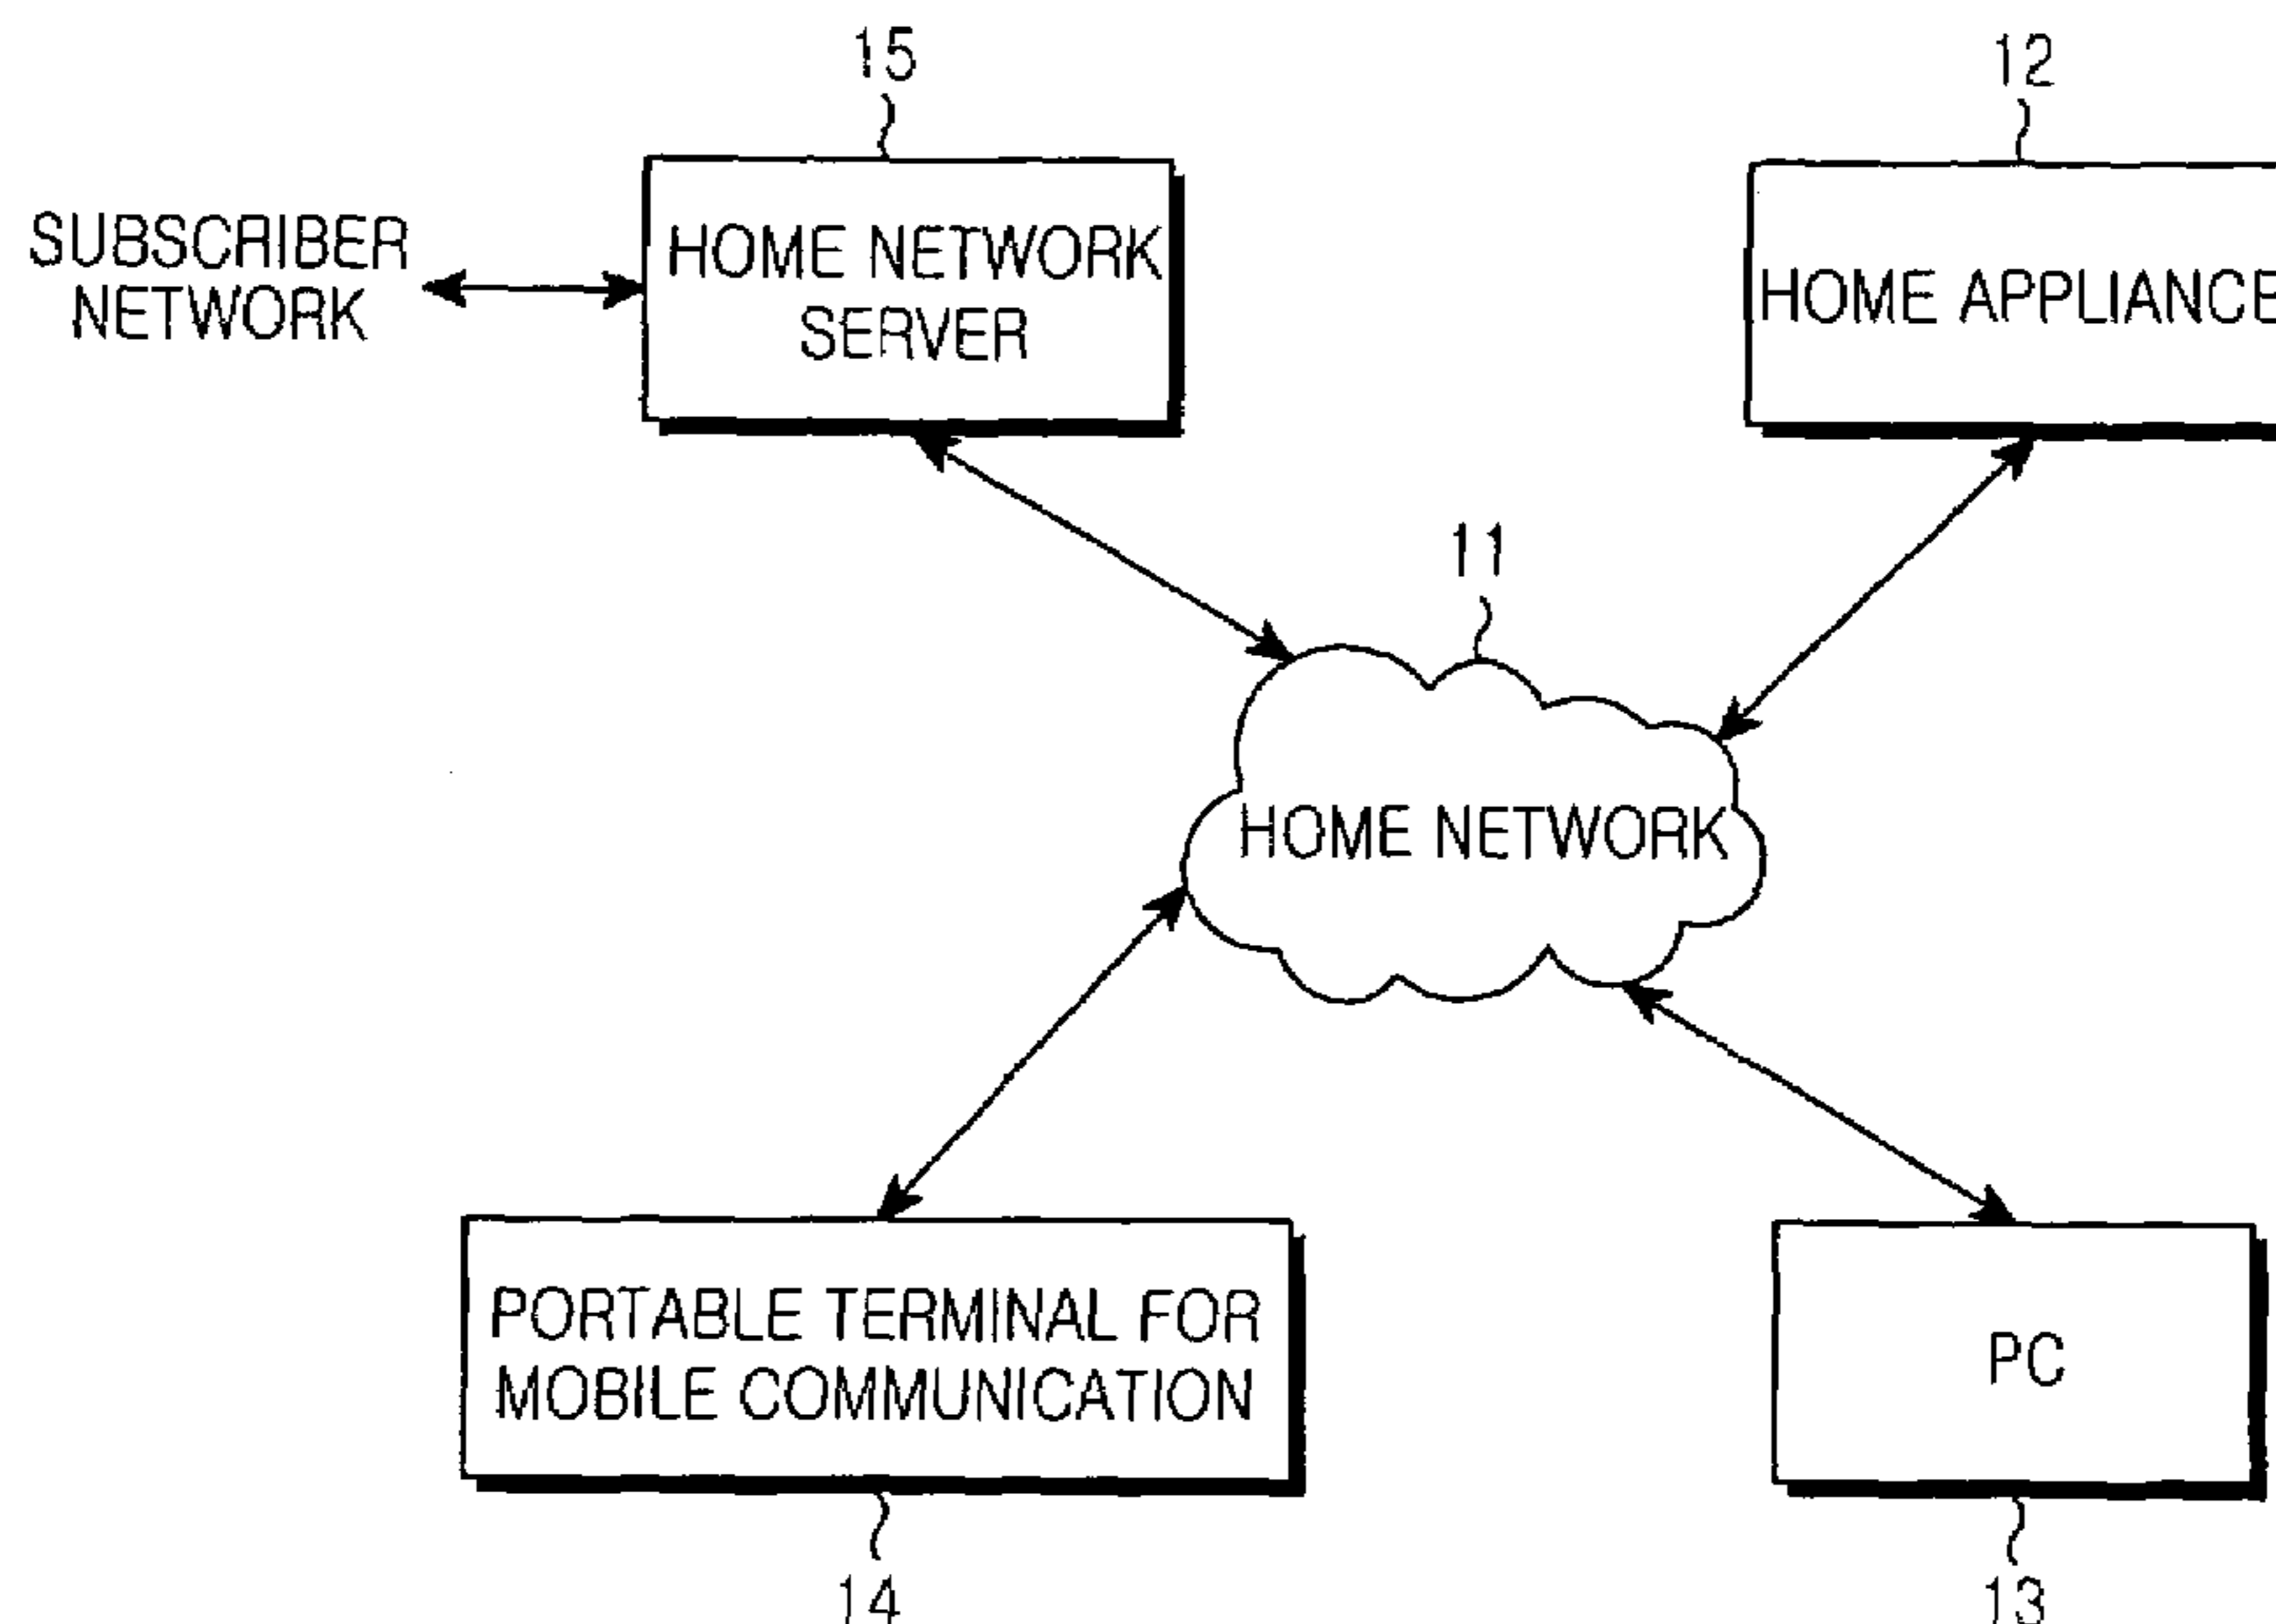 15
12
SUBSCRIBER
NETWORK
HOME NETWORK
SERVER
HOME APPLIANCE
11
HOME NETWORK
PORTABLE TERMINAL FOR
MOBILE COMMUNICATION
PC
14
13